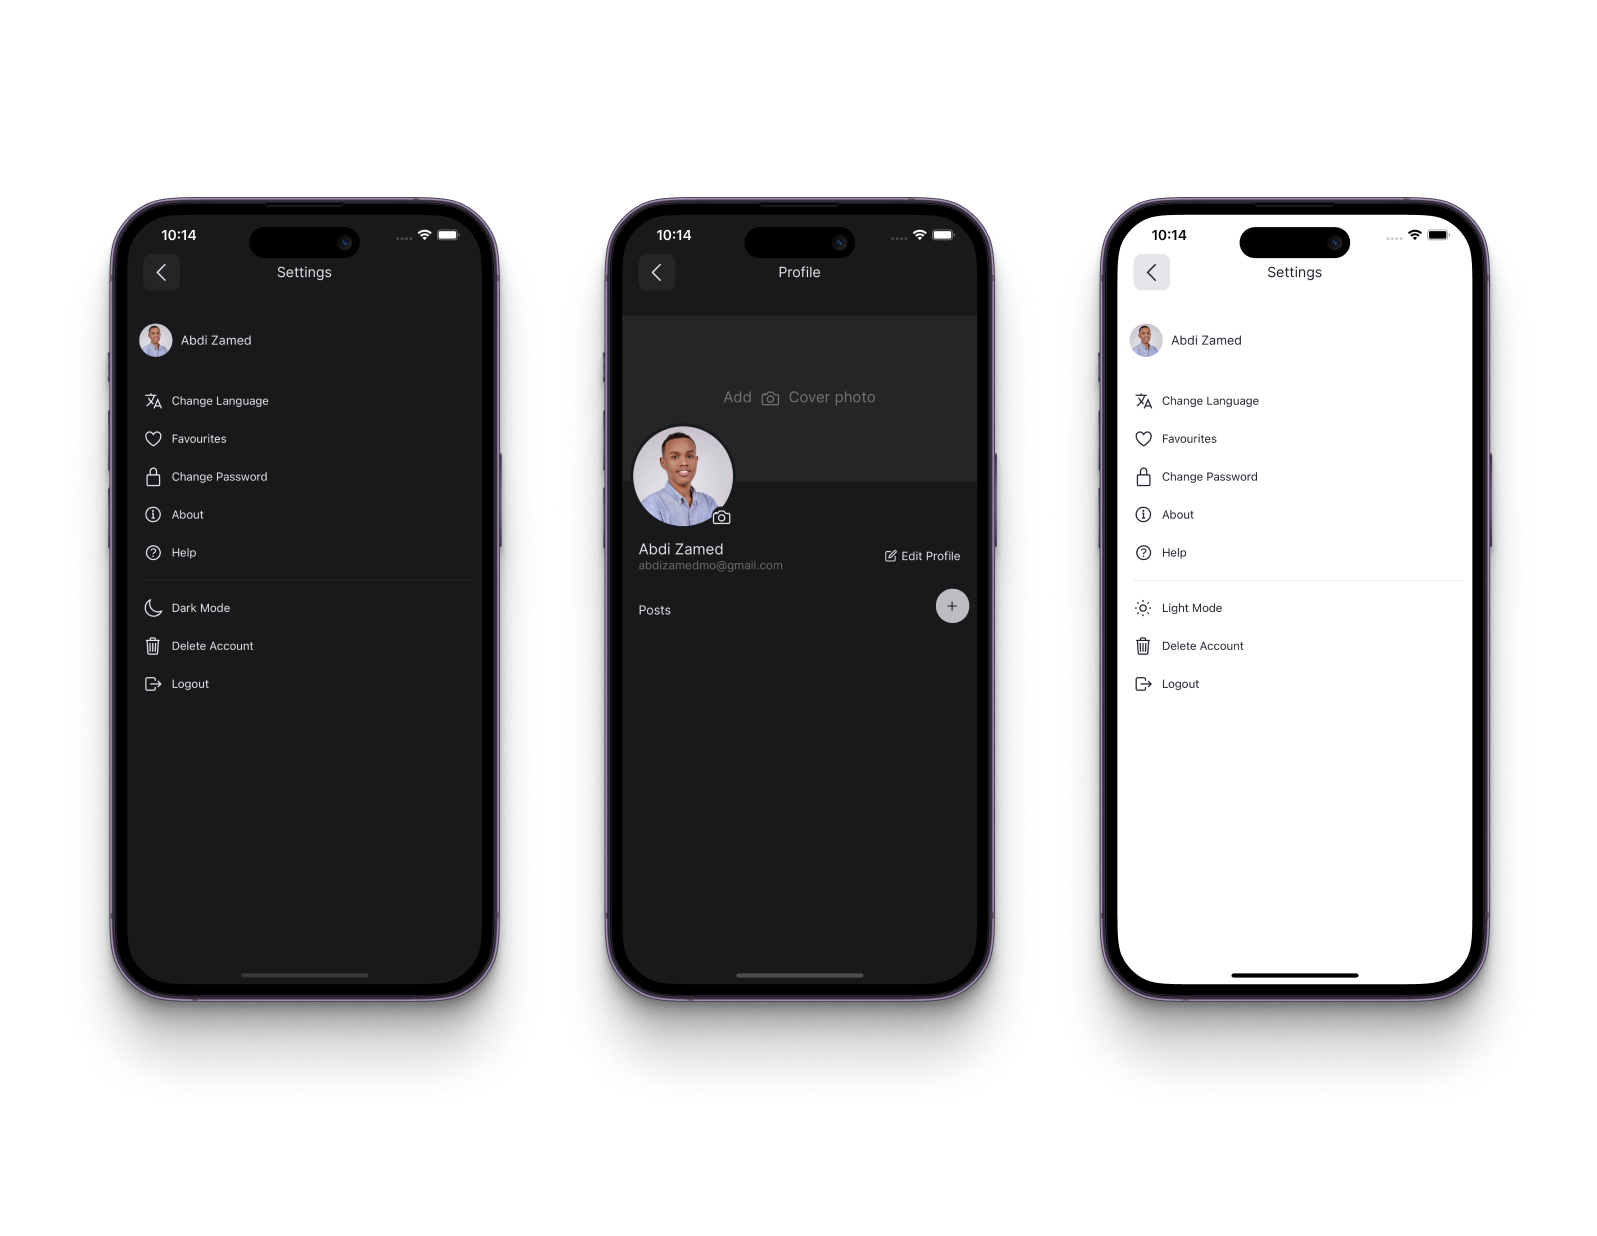 10:14
Settings
Abdi Zamed
Change Language
Favourites
Change Password
About
Help
Dark Mode
Delete Account
Logout
10:14
Profile
Add Cover photo
Abdi Zamed
abdizamedmo@gmail.com
Edit Profile
Posts
10:14
Settings
Abdi Zamed
Change Language
Favourites
Change Password
About
Help
Light Mode
Delete Account
Logout